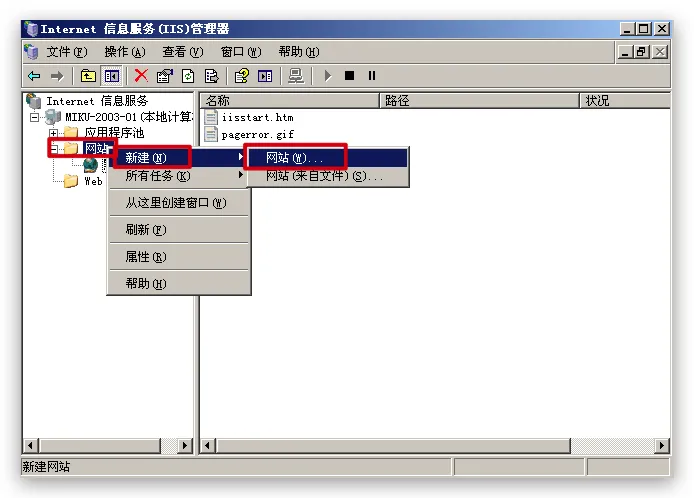 Internet 信息服务(IIS)管理器
文件(F) 操作(A) 查看(V) 窗口(W) 帮助(H)
Internet 信息服务
MIKU-2003-01(本地计算
应用程序池
网站
Web
名称 路径 状况
iisstart.htm
pagerror.gif
新建(N)
所有任务(K)
从这里创建窗口(W)
刷新(F)
属性(R)
帮助(H)
网站(W)...
网站(来自文件)(S)...
新建网站